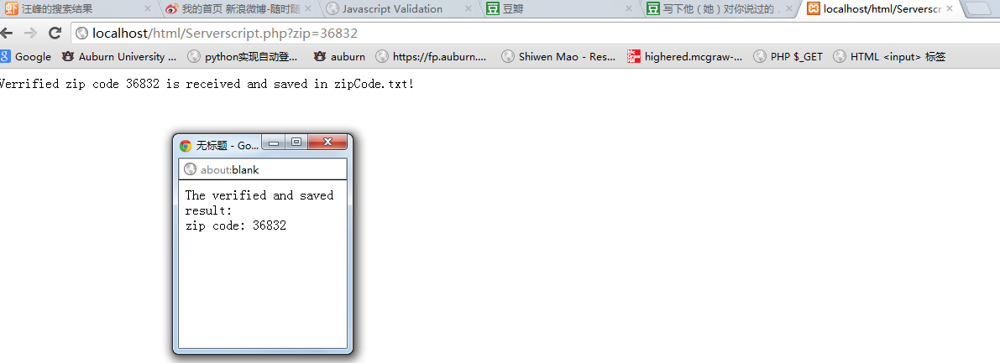 汪峰的搜索结果
我的首页 新浪微博-随时随
Javascript Validation
豆瓣
写下他（她）对你说过的，
localhost/html/Serverscr
localhost/html/Serverscript.php?zip=36832
Google
Auburn University ...
python实现自动登...
auburn
https://fp.auburn....
Shiwen Mao - Res...
highered.mcgraw-...
PHP $_GET
HTML <input> 标签
Verrified zip code 36832 is received and saved in zipCode.txt!
无标题 - Go...
about:blank
The verified and saved
result:
zip code: 36832